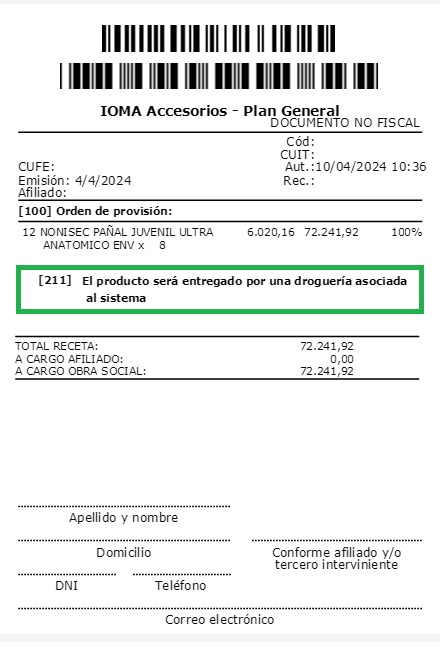 IOMA Accesorios - Plan General
DOCUMENTO NO FISCAL
Cód:
CUIT:
CUFE: Aut.:10/04/2024 10:36
Emisión: 4/4/2024 Rec.:
Afiliado:
[100] Orden de provisión:
12 NONISEC PAÑAL JUVENIL ULTRA 6.020,16 72.241,92 100%
ANATOMICO ENV x 8
[211] El producto será entregado por una droguería asociada
al sistema
TOTAL RECETA: 72.241,92
A CARGO AFILIADO: 0,00
A CARGO OBRA SOCIAL: 72.241,92
Apellido y nombre
Domicilio Conforme afiliado y/o
tercero interviniente
DNI Teléfono
Correo electrónico